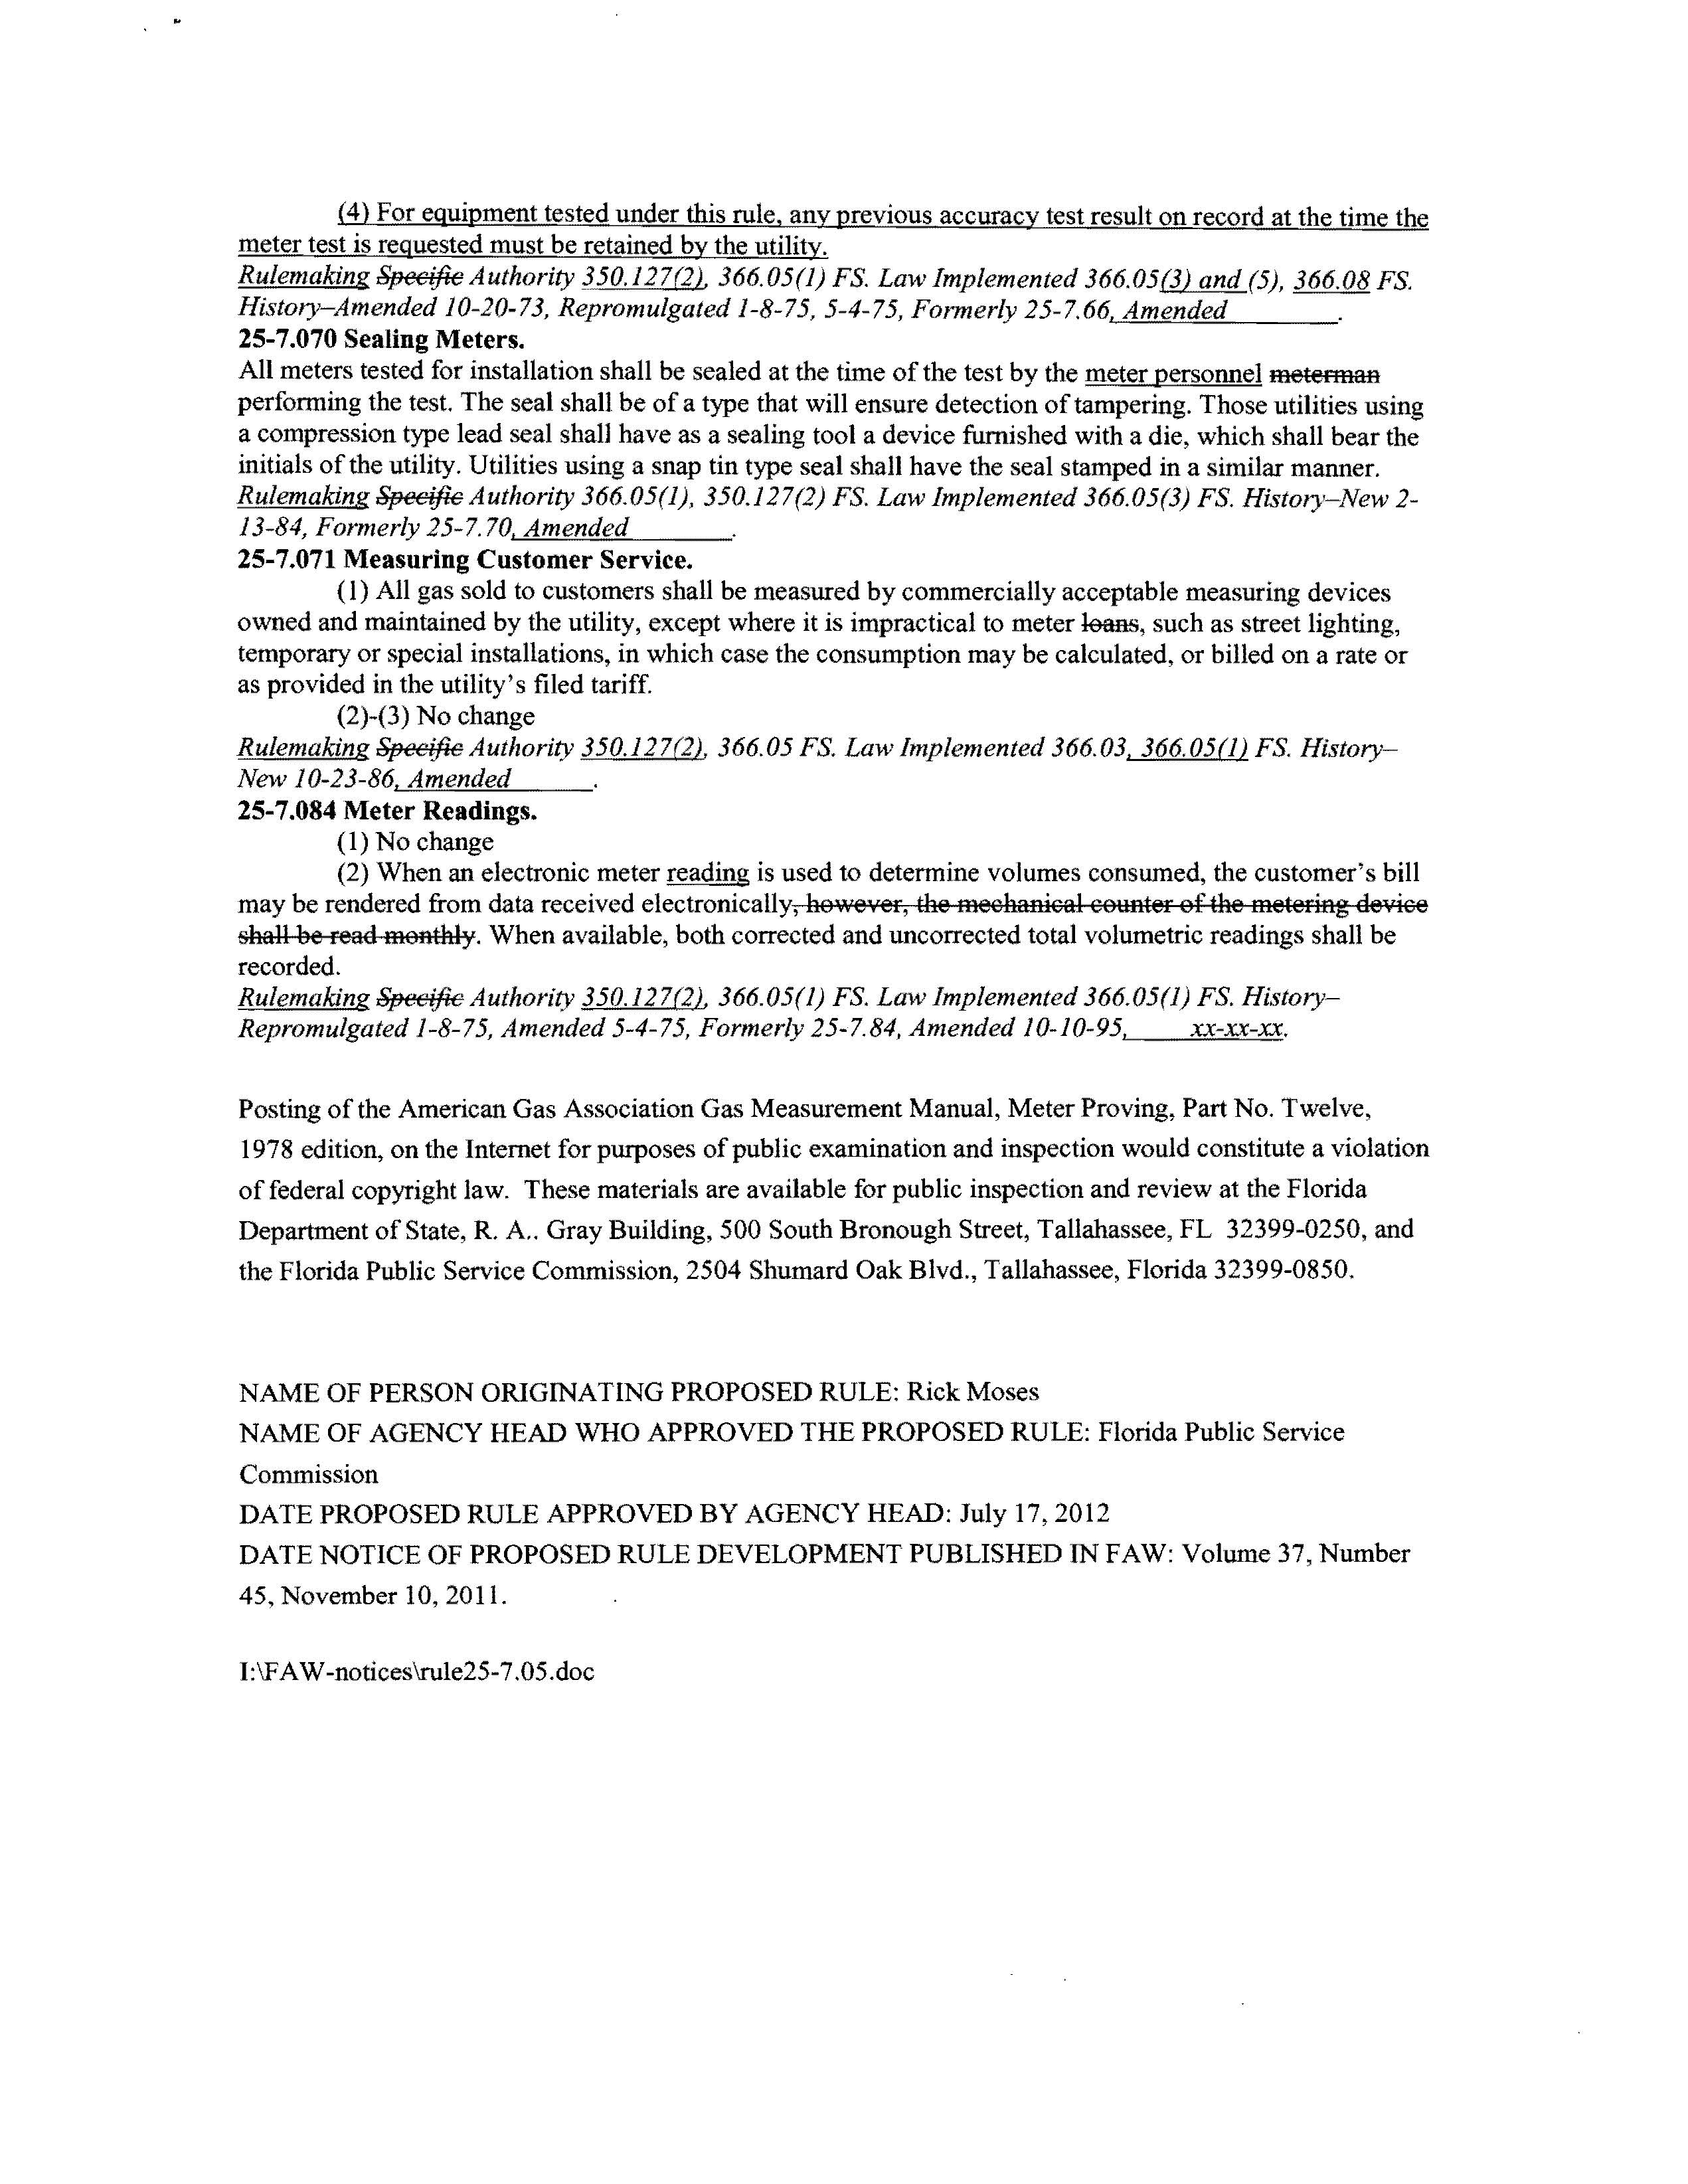 (4) For equipment tested under this rule, any previous accuracy test result on record at the time the
meter test is requested must be retained by the utility.
Rulemaking Specific Authority 350.127(2), 366.05(1) FS. Law Implemented 366.05(3) and (5), 366.08 FS.
History–Amended 10-20-73, Repromulgated 1-8-75, 5-4-75, Formerly 25-7.66, Amended ________.
25-7.070 Sealing Meters.
All meters tested for installation shall be sealed at the time of the test by the meter personnel meterman
performing the test. The seal shall be of a type that will ensure detection of tampering. Those utilities using
a compression type lead seal shall have as a sealing tool a device furnished with a die, which shall bear the
initials of the utility. Utilities using a snap tin type seal shall have the seal stamped in a similar manner.
Rulemaking Specific Authority 366.05(1), 350.127(2) FS. Law Implemented 366.05(3) FS. History–New 2-
13-84, Formerly 25-7.70, Amended ________.
25-7.071 Measuring Customer Service.
(1) All gas sold to customers shall be measured by commercially acceptable measuring devices
owned and maintained by the utility, except where it is impractical to meter loans, such as street lighting,
temporary or special installations, in which case the consumption may be calculated, or billed on a rate or
as provided in the utility's filed tariff.
(2)-(3) No change
Rulemaking Specific Authority 350.127(2), 366.05 FS. Law Implemented 366.03, 366.05(1) FS. History–
New 10-23-86, Amended ______.
25-7.084 Meter Readings.
(1) No change
(2) When an electronic meter reading is used to determine volumes consumed, the customer's bill
may be rendered from data received electronically, however, the mechanical counter of the metering device
shall be read monthly. When available, both corrected and uncorrected total volumetric readings shall be
recorded.
Rulemaking Specific Authority 350.127(2), 366.05(1) FS. Law Implemented 366.05(1) FS. History–
Repromulgated 1-8-75, Amended 5-4-75, Formerly 25-7.84, Amended 10-10-95, ____ xx-xx-xx.
Posting of the American Gas Association Gas Measurement Manual, Meter Proving, Part No. Twelve,
1978 edition, on the Internet for purposes of public examination and inspection would constitute a violation
of federal copyright law. These materials are available for public inspection and review at the Florida
Department of State, R. A.. Gray Building, 500 South Bronough Street, Tallahassee, FL 32399-0250, and
the Florida Public Service Commission, 2504 Shumard Oak Blvd., Tallahassee, Florida 32399-0850.
NAME OF PERSON ORIGINATING PROPOSED RULE: Rick Moses
NAME OF AGENCY HEAD WHO APPROVED THE PROPOSED RULE: Florida Public Service
Commission
DATE PROPOSED RULE APPROVED BY AGENCY HEAD: July 17, 2012
DATE NOTICE OF PROPOSED RULE DEVELOPMENT PUBLISHED IN FAW: Volume 37, Number
45, November 10, 2011.
I:\FAW-notices\rule25-7.05.doc